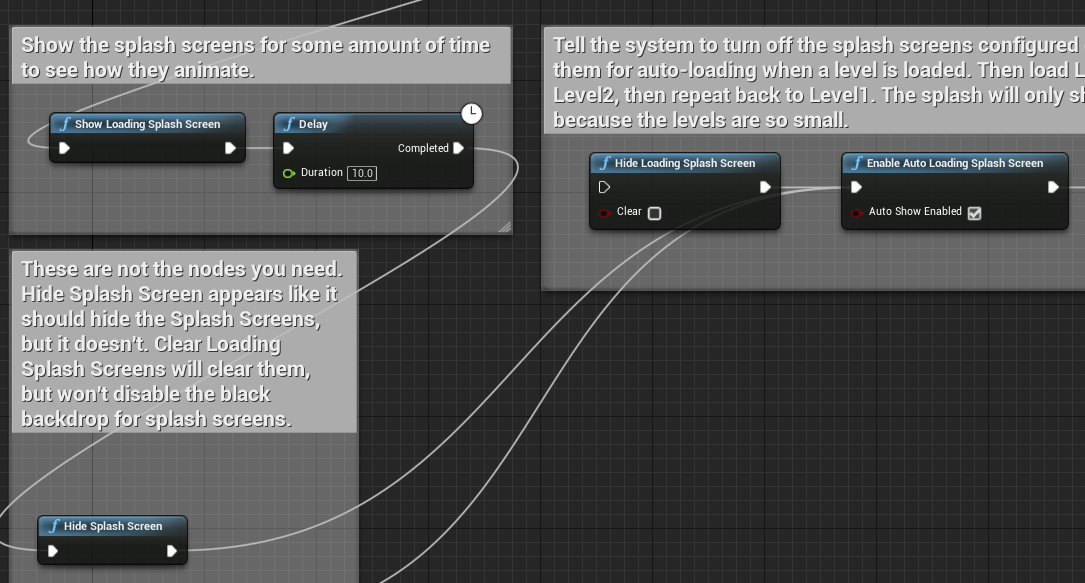 Show the splash screens for some amount of time
to see how they animate.
Show Loading Splash Screen
Delay
Completed
Duration 10.0
Tell the system to turn off the splash screens configured
them for auto-loading when a level is loaded. Then load
Level2, then repeat back to Level1. The splash will only
because the levels are so small.
Hide Loading Splash Screen
Clear
Enable Auto Loading Splash Screen
Auto Show Enabled
These are not the nodes you need.
Hide Splash Screen appears like it
should hide the Splash Screens,
but it doesn't. Clear Loading
Splash Screens will clear them,
but won't disable the black
backdrop for splash screens.
Hide Splash Screen